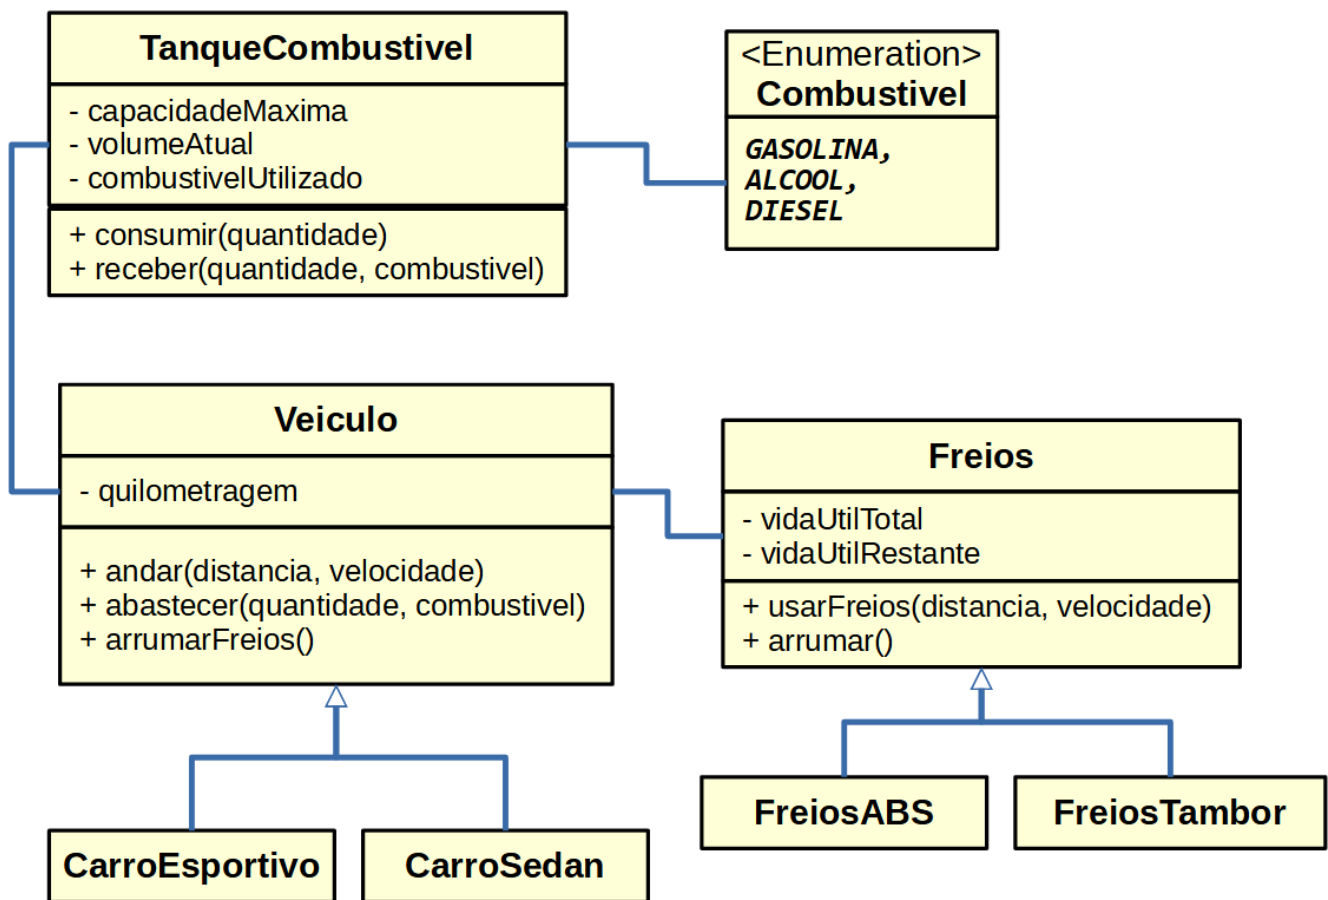 TanqueCombustivel
- capacidadeMaxima
- volumeAtual
- combustivelUtilizado
+ consumir(quantidade)
+ receber(quantidade, combustivel)
<Enumeration>
Combustivel
GASOLINA,
ALCOOL,
DIESEL
Veiculo
- quilometragem
+ andar(distancia, velocidade)
+ abastecer(quantidade, combustivel)
+ arrumarFreios()
Freios
- vidaUtilTotal
- vidaUtilRestante
+ usarFreios(distancia, velocidade)
+ arrumar()
FreiosABS
FreiosTambor
CarroEsportivo
CarroSedan